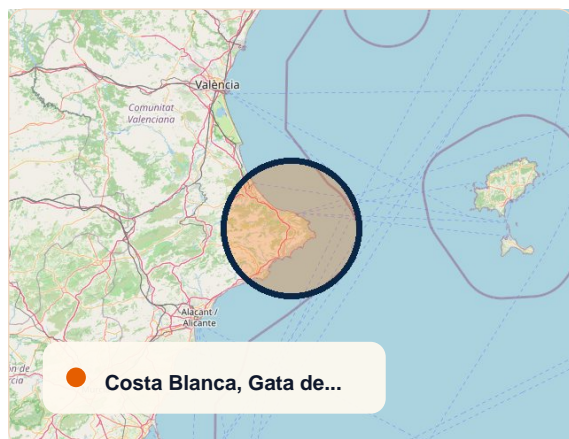 València
Comunitat
Valenciana
Alacant /
Alicante
Costa Blanca, Gata de...